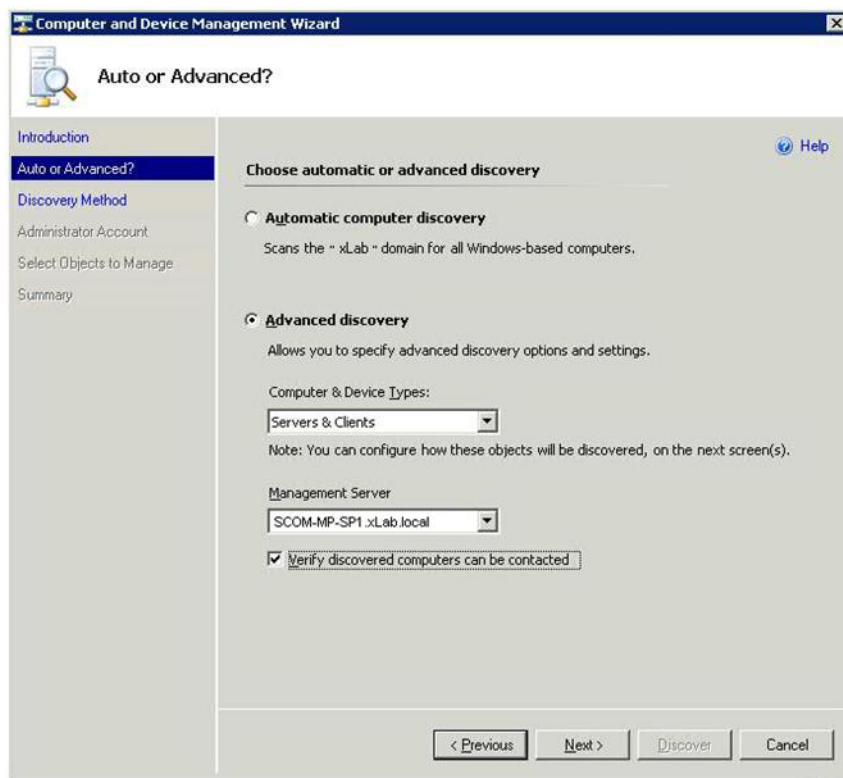 Computer and Device Management Wizard
Auto or Advanced?
Introduction
Auto or Advanced?
Discovery Method
Administrator Account
Select Objects to Manage
Summary
Help
Choose automatic or advanced discovery
Automatic computer discovery
Scans the " xLab " domain for all Windows-based computers.
Advanced discovery
Allows you to specify advanced discovery options and settings.
Computer & Device Types:
Servers & Clients
Note: You can configure how these objects will be discovered, on the next screen(s).
Management Server
SCOM-MP-SP1.xLab.local
Verify discovered computers can be contacted
< Previous
Next >
Discover
Cancel